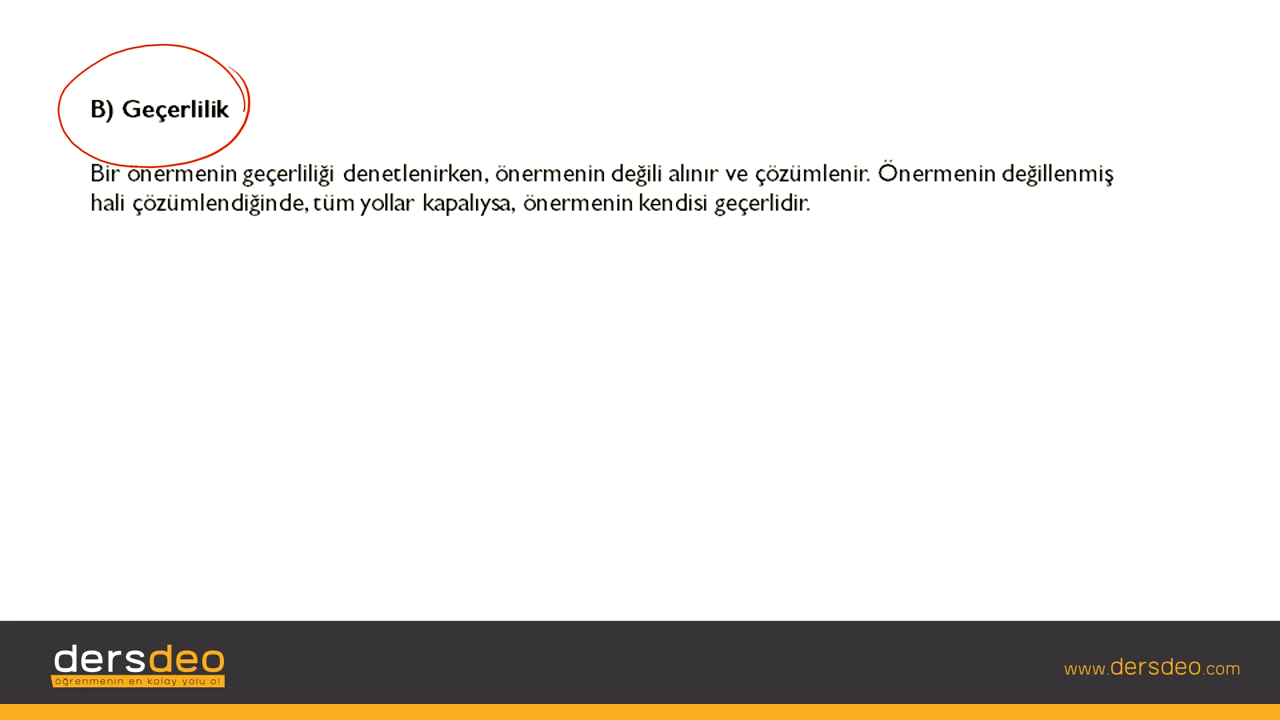 B) Geçerlilik
Bir önermenin geçerliliği denetlenirken, önermenin değili alınır ve çözümlenir. Önermenin değillenmiş
hali çözümlendiğinde, tüm yollar kapalıysa, önermenin kendisi geçerlidir.
dersdeo
öğrenmenin en kolay yolu o!
www.dersdeo.com